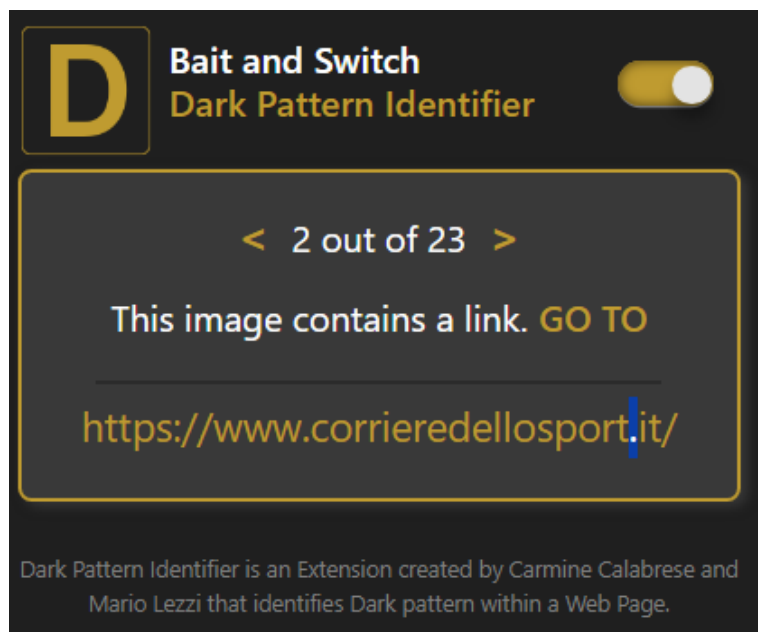 D
Bait and Switch
Dark Pattern Identifier
< 2 out of 23 >
This image contains a link. GO TO
https://www.corrieredellosport.it/
Dark Pattern Identifier is an Extension created by Carmine Calabrese and
Mario Lezzi that identifies Dark pattern within a Web Page.